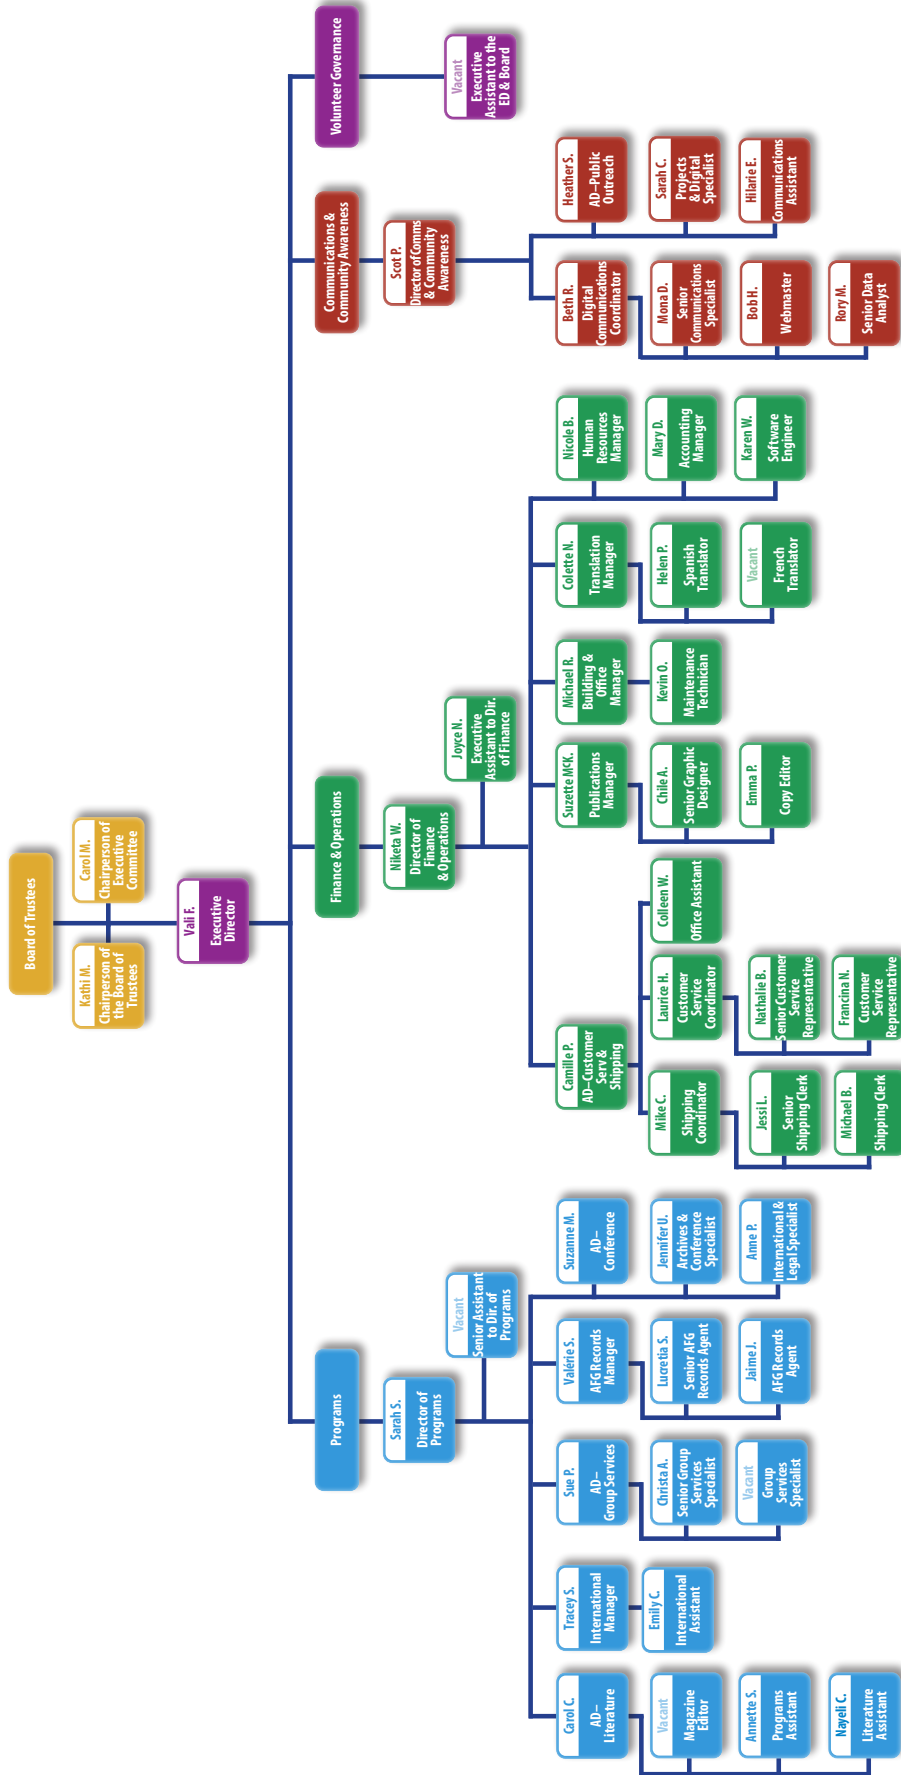 Board of Trustees
Kathi M.
Chairperson of
the Board of
Trustees
Carol M.
Chairperson of
Executive
Committee
Vali F.
Executive
Director
Programs
Finance & Operations
Communications &
Community Awareness
Volunteer Governance
Sarah S.
Director of
Programs
Niketa W.
Director of
Finance
& Operations
Scot P.
Director of Comms
& Community
Awareness
Vacant
Senior Assistant
to Dir. of
Programs
Joyce N.
Executive
Assistant to Dir.
of Finance
Vacant
Executive
Assistant to the
ED & Board
Carol C.
AD–
Literature
Tracey S.
International
Manager
Sue P.
AD–
Group Services
Valérie S.
AFG Records
Manager
Suzanne M.
AD–
Conference
Camille P.
AD–Customer
Serv &
Shipping
Suzette McK.
Publications
Manager
Michael R.
Building &
Office
Manager
Colette N.
Translation
Manager
Nicole B.
Human
Resources
Manager
Beth R.
Digital
Communications
Coordinator
Heather S.
AD–Public
Outreach
Vacant
Magazine
Editor
Emily C.
International
Assistant
Christa A.
Senior Group
Services
Specialist
Lucretia S.
Senior AFG
Records Agent
Jennifer U.
Archives &
Conference
Specialist
Mike C.
Shipping
Coordinator
Laurice H.
Customer
Service
Coordinator
Colleen W.
Office Assistant
Chile A.
Senior Graphic
Designer
Kevin O.
Maintenance
Technician
Helen P.
Spanish
Translator
Mary D.
Accounting
Manager
Mona D.
Senior
Communications
Specialist
Sarah C.
Projects
& Digital
Specialist
Annette S.
Programs
Assistant
Vacant
Group
Services
Specialist
Jaime J.
AFG Records
Agent
Anne P.
International &
Legal Specialist
Jessi L.
Senior
Shipping Clerk
Nathalie B.
Senior Customer
Service
Representative
Emma P.
Copy Editor
Vacant
French
Translator
Karen W.
Software
Engineer
Bob H.
Webmaster
Hilarie E.
Communications
Assistant
Nayeli C.
Literature
Assistant
Michael B.
Shipping Clerk
Francina N.
Customer
Service
Representative
Rory M.
Senior Data
Analyst